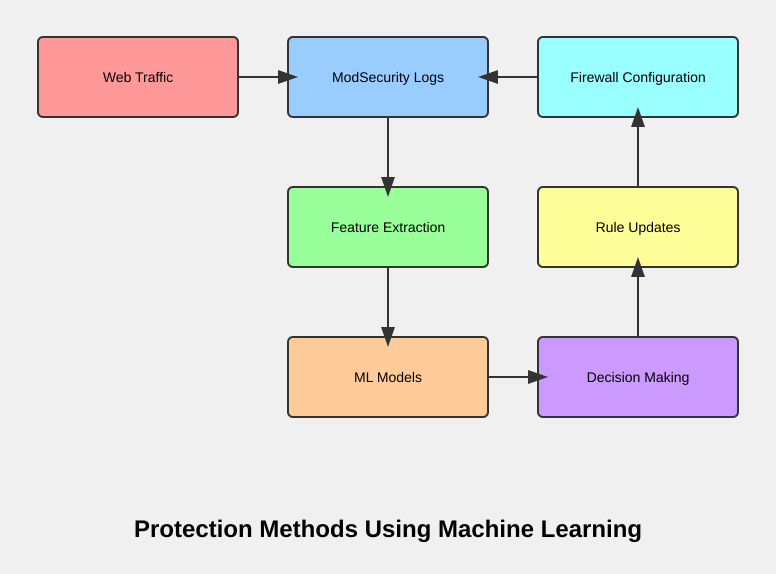 Web Traffic
ModSecurity Logs
Firewall Configuration
Feature Extraction
Rule Updates
ML Models
Decision Making
Protection Methods Using Machine Learning